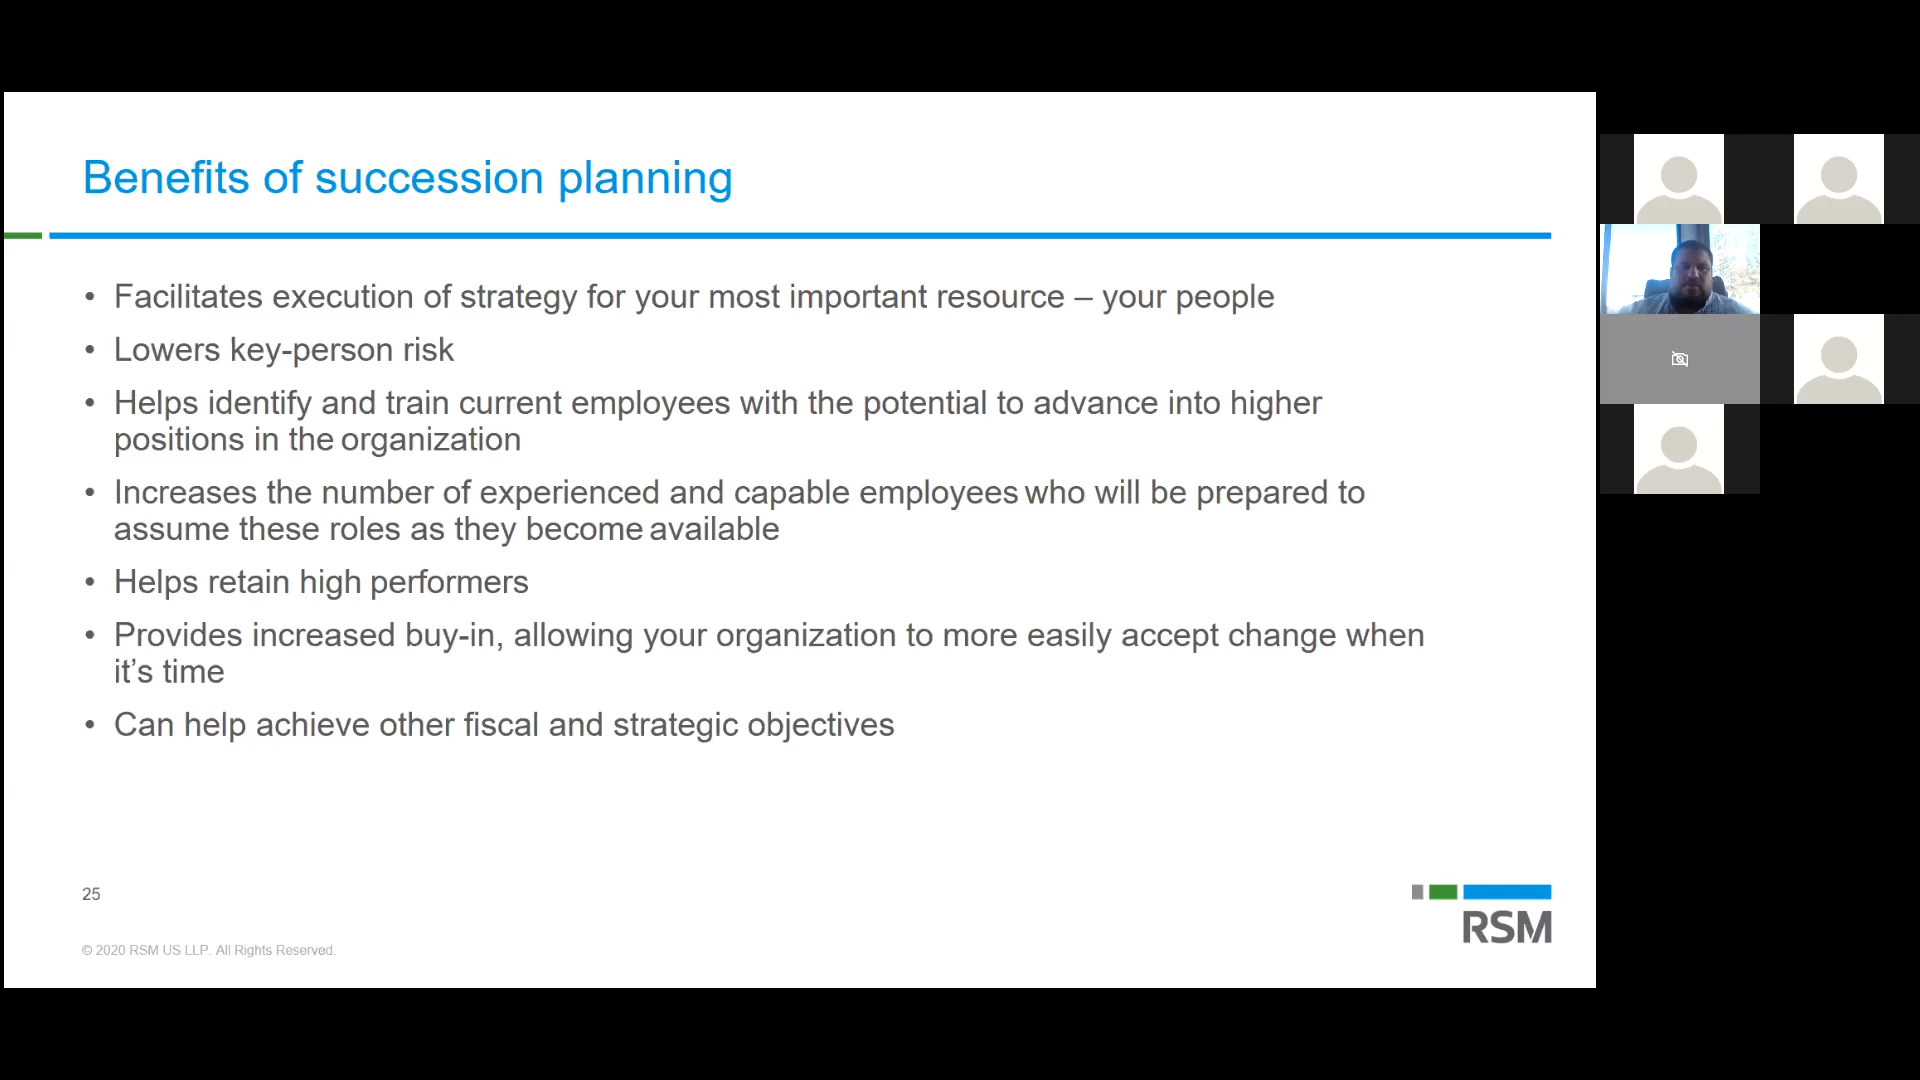 Benefits of succession planning
• Facilitates execution of strategy for your most important resource – your people
• Lowers key-person risk
• Helps identify and train current employees with the potential to advance into higher
positions in the organization
• Increases the number of experienced and capable employees who will be prepared to
assume these roles as they become available
• Helps retain high performers
• Provides increased buy-in, allowing your organization to more easily accept change when
it’s time
• Can help achieve other fiscal and strategic objectives
25
RSM
© 2020 RSM US LLP. All Rights Reserved.